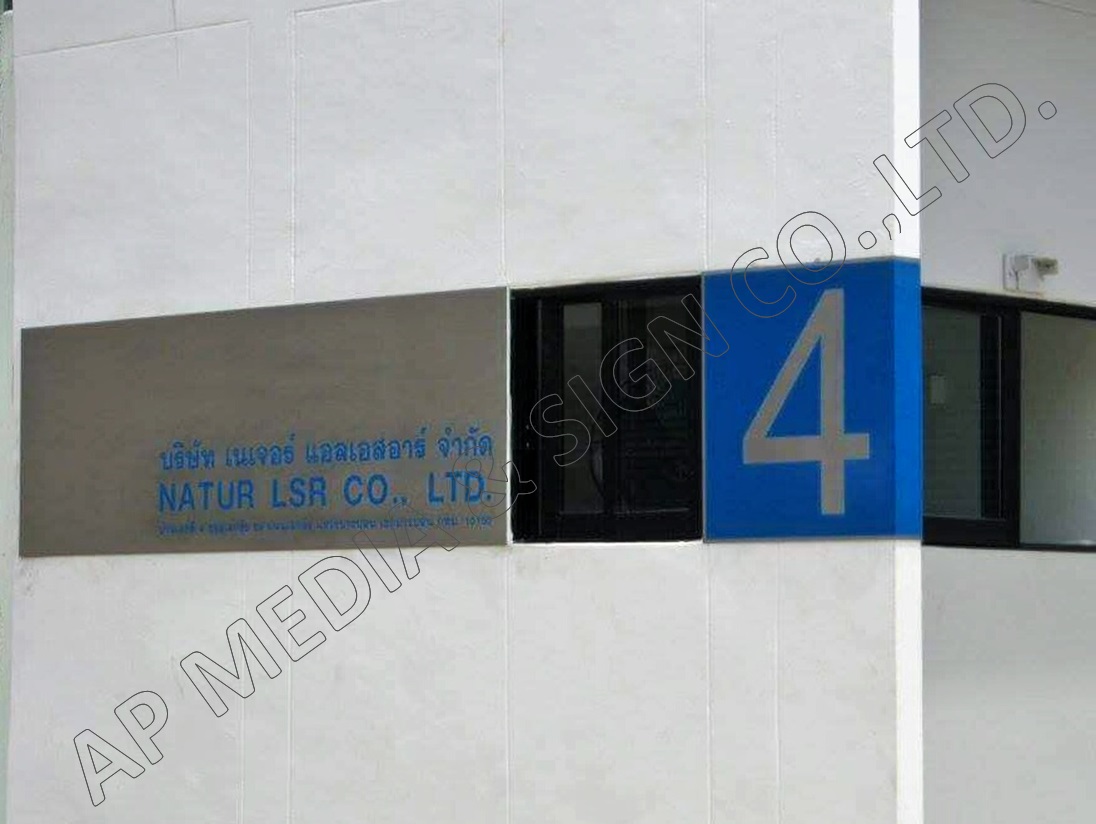 บริษัท เนเจอร์ แอลเอสอาร์ จำกัด
NATUR LSR CO., LTD.
4
AP MEDIA & SIGN CO.,LTD.